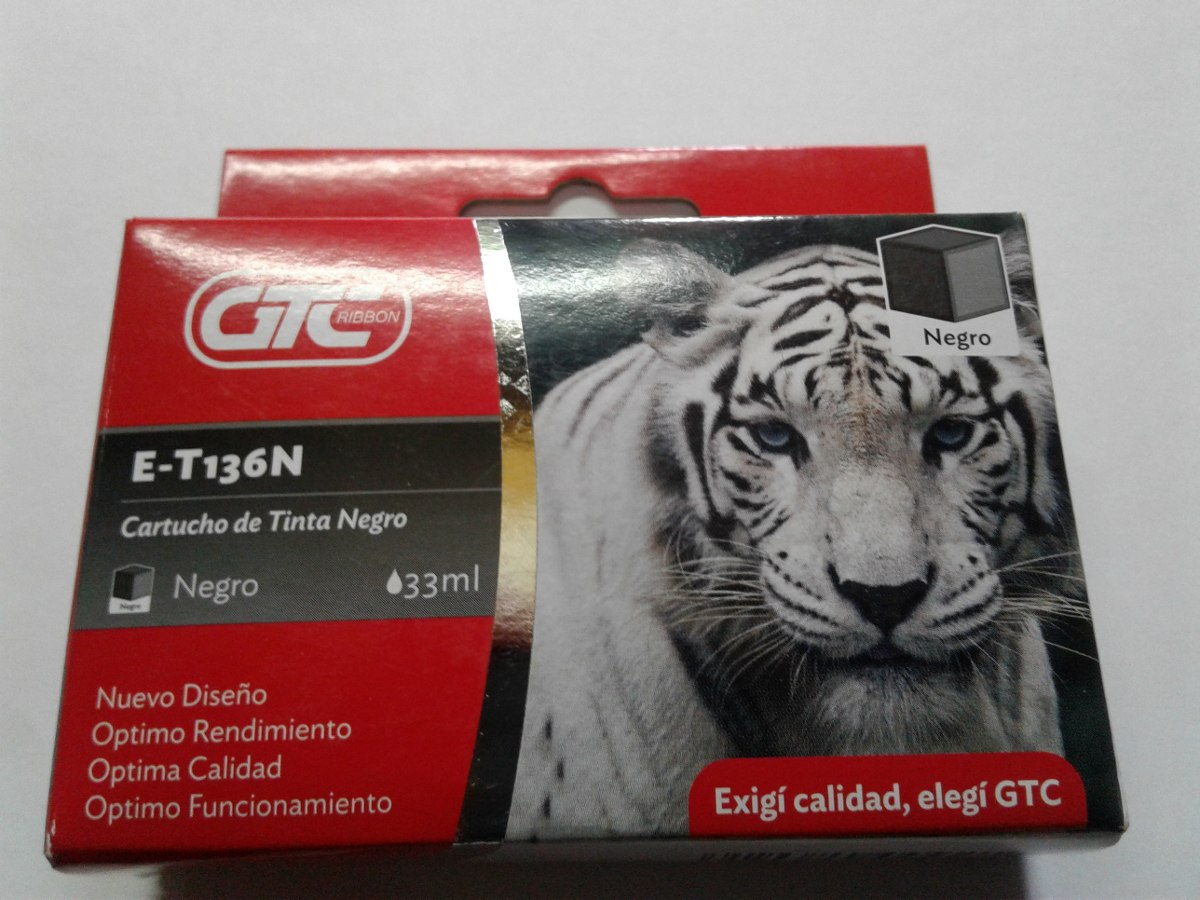 GTC
RIBBON
Negro
E-T136N
Cartucho de Tinta Negro
Negro
Negro
33ml
Nuevo Diseño
Optimo Rendimiento
Optima Calidad
Optimo Funcionamiento
Exigí calidad, elegí GTC